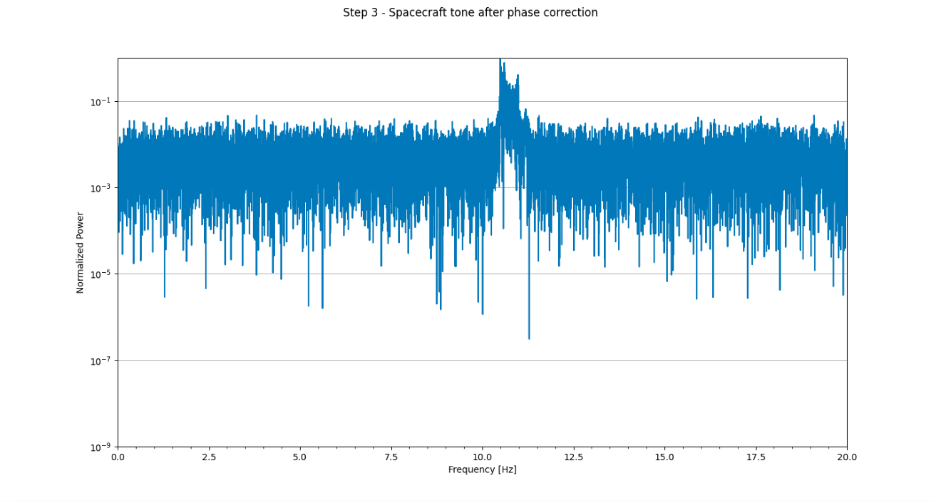 Step 3 - Spacecraft tone after phase correction
Normalized Power
10⁻¹
10⁻³
10⁻⁵
10⁻⁷
10⁻⁹
0.0 2.5 5.0 7.5 10.0 12.5 15.0 17.5 20.0
Frequency [Hz]